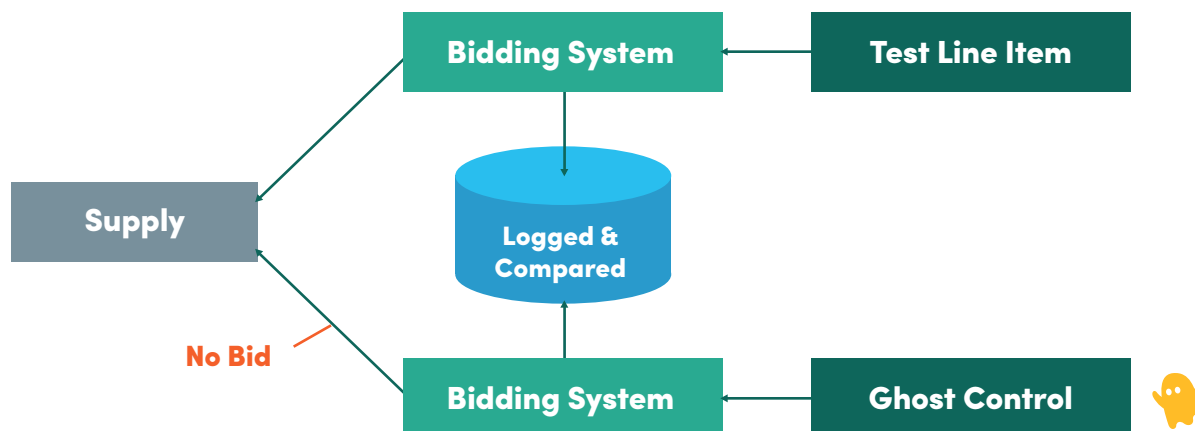 Bidding System
Test Line Item
Supply
Logged &
Compared
No Bid
Bidding System
Ghost Control